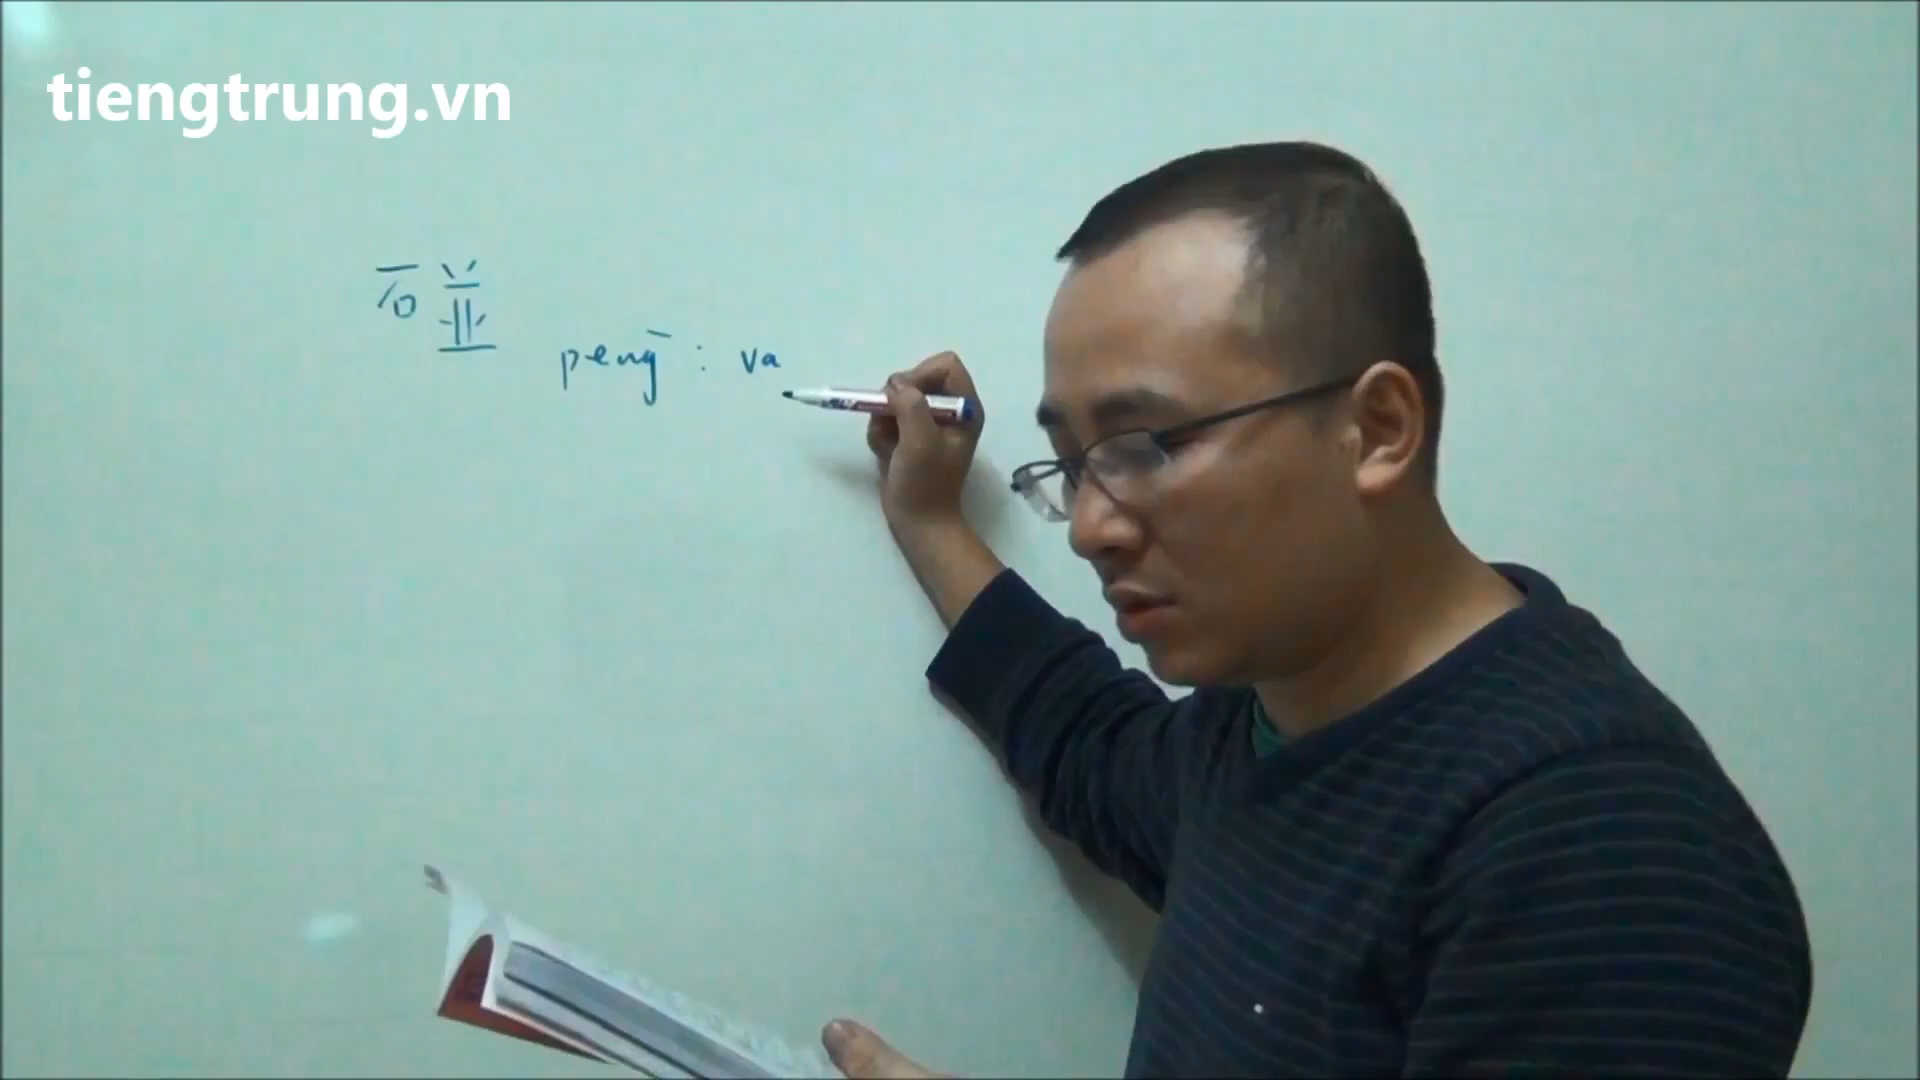 tiengtrung.vn
碰
pèng : va